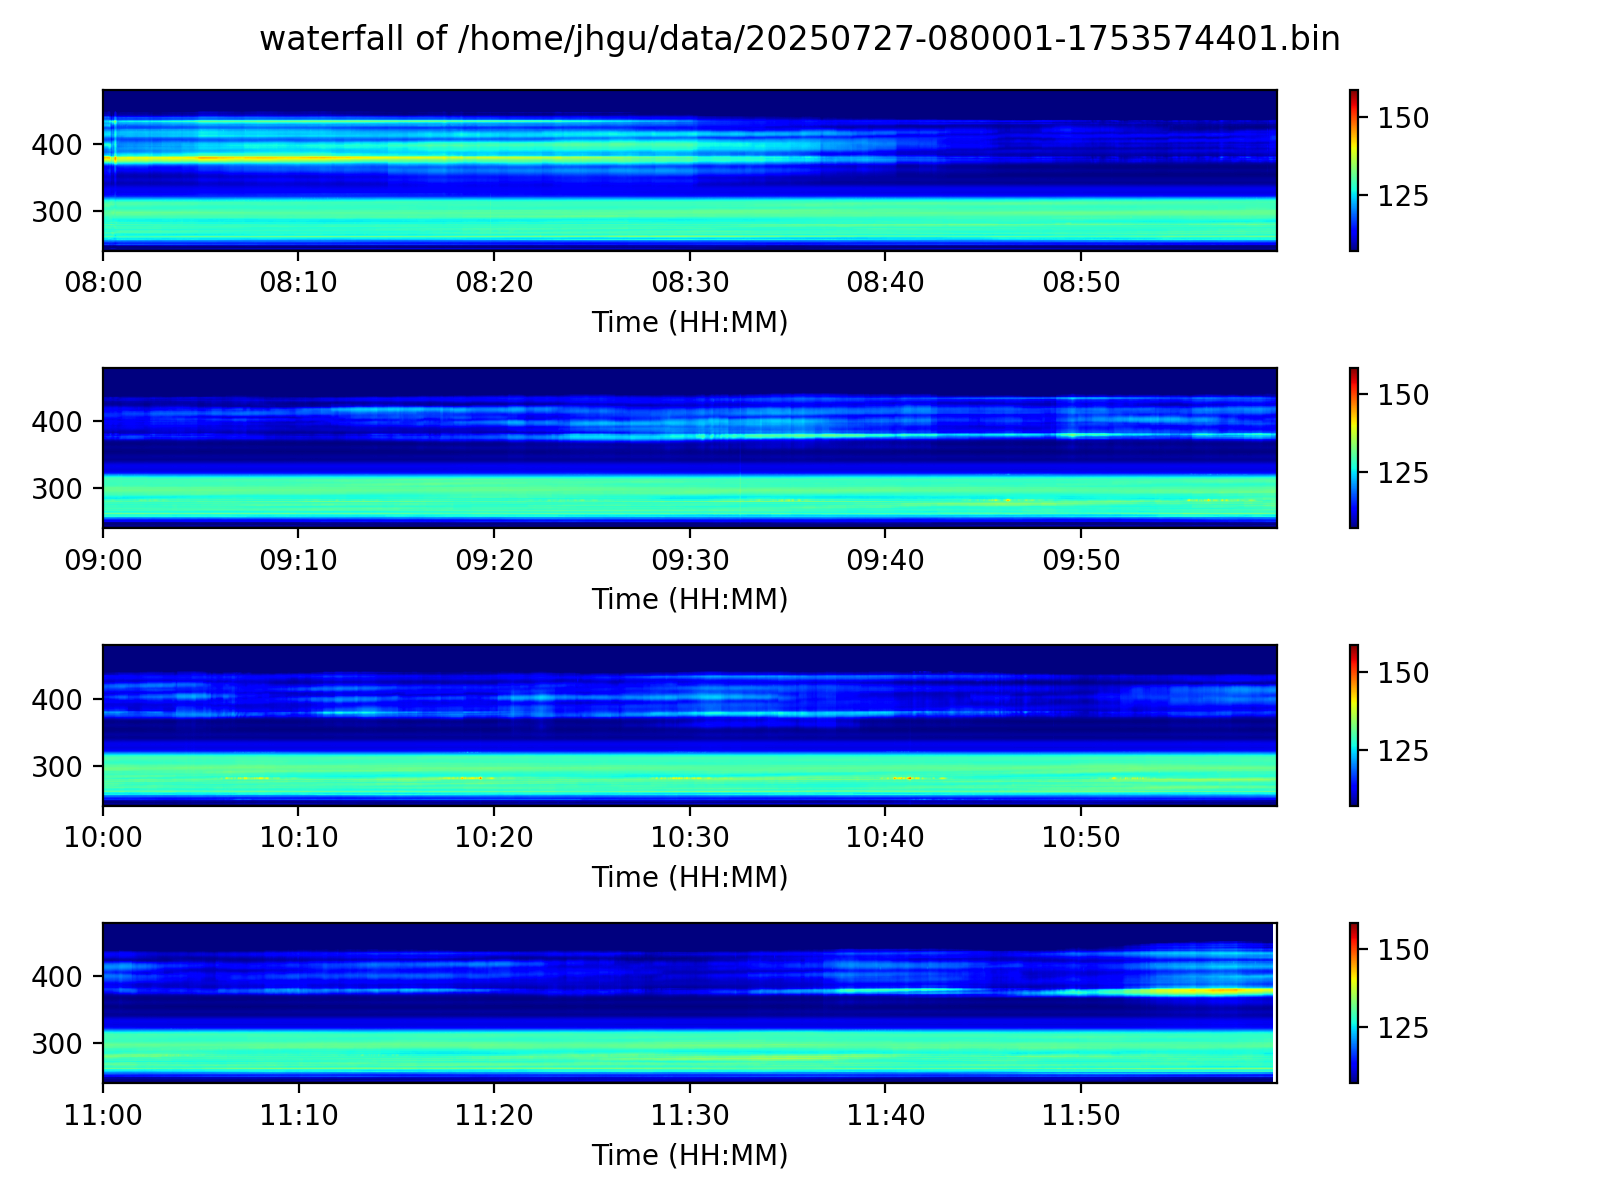 waterfall of /home/jhgu/data/20250727-080001-1753574401.bin
400
300
150
125
08:00 08:10 08:20 08:30 08:40 08:50
Time (HH:MM)
400
300
150
125
09:00 09:10 09:20 09:30 09:40 09:50
Time (HH:MM)
400
300
150
125
10:00 10:10 10:20 10:30 10:40 10:50
Time (HH:MM)
400
300
150
125
11:00 11:10 11:20 11:30 11:40 11:50
Time (HH:MM)